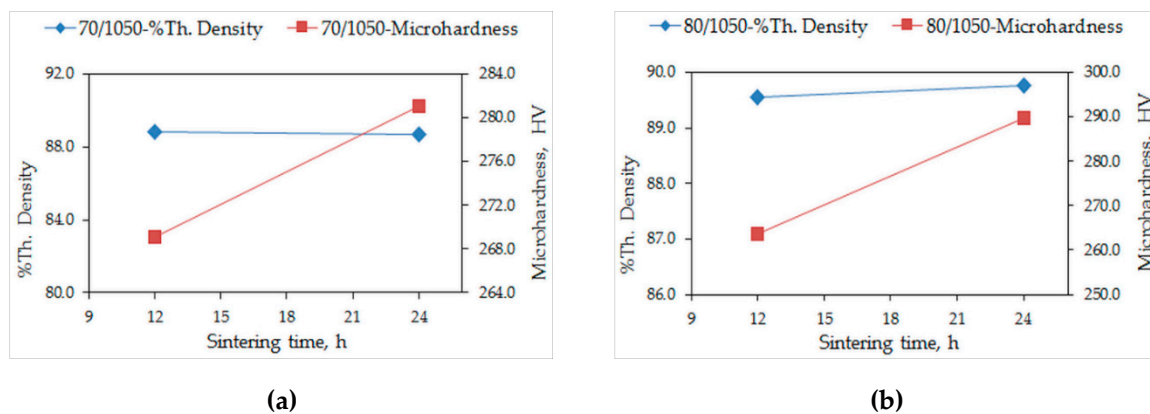 70/1050-%Th. Density 70/1050-Microhardness
92.0
88.0
84.0
80.0
%Th. Density
284.0
280.0
276.0
272.0
268.0
264.0
Microhardness, HV
9 12 15 18 21 24
Sintering time, h
(a)
80/1050-%Th. Density 80/1050-Microhardness
90.0
89.0
88.0
87.0
86.0
%Th. Density
300.0
290.0
280.0
270.0
260.0
250.0
Microhardness, HV
9 12 15 18 21 24
Sintering time, h
(b)